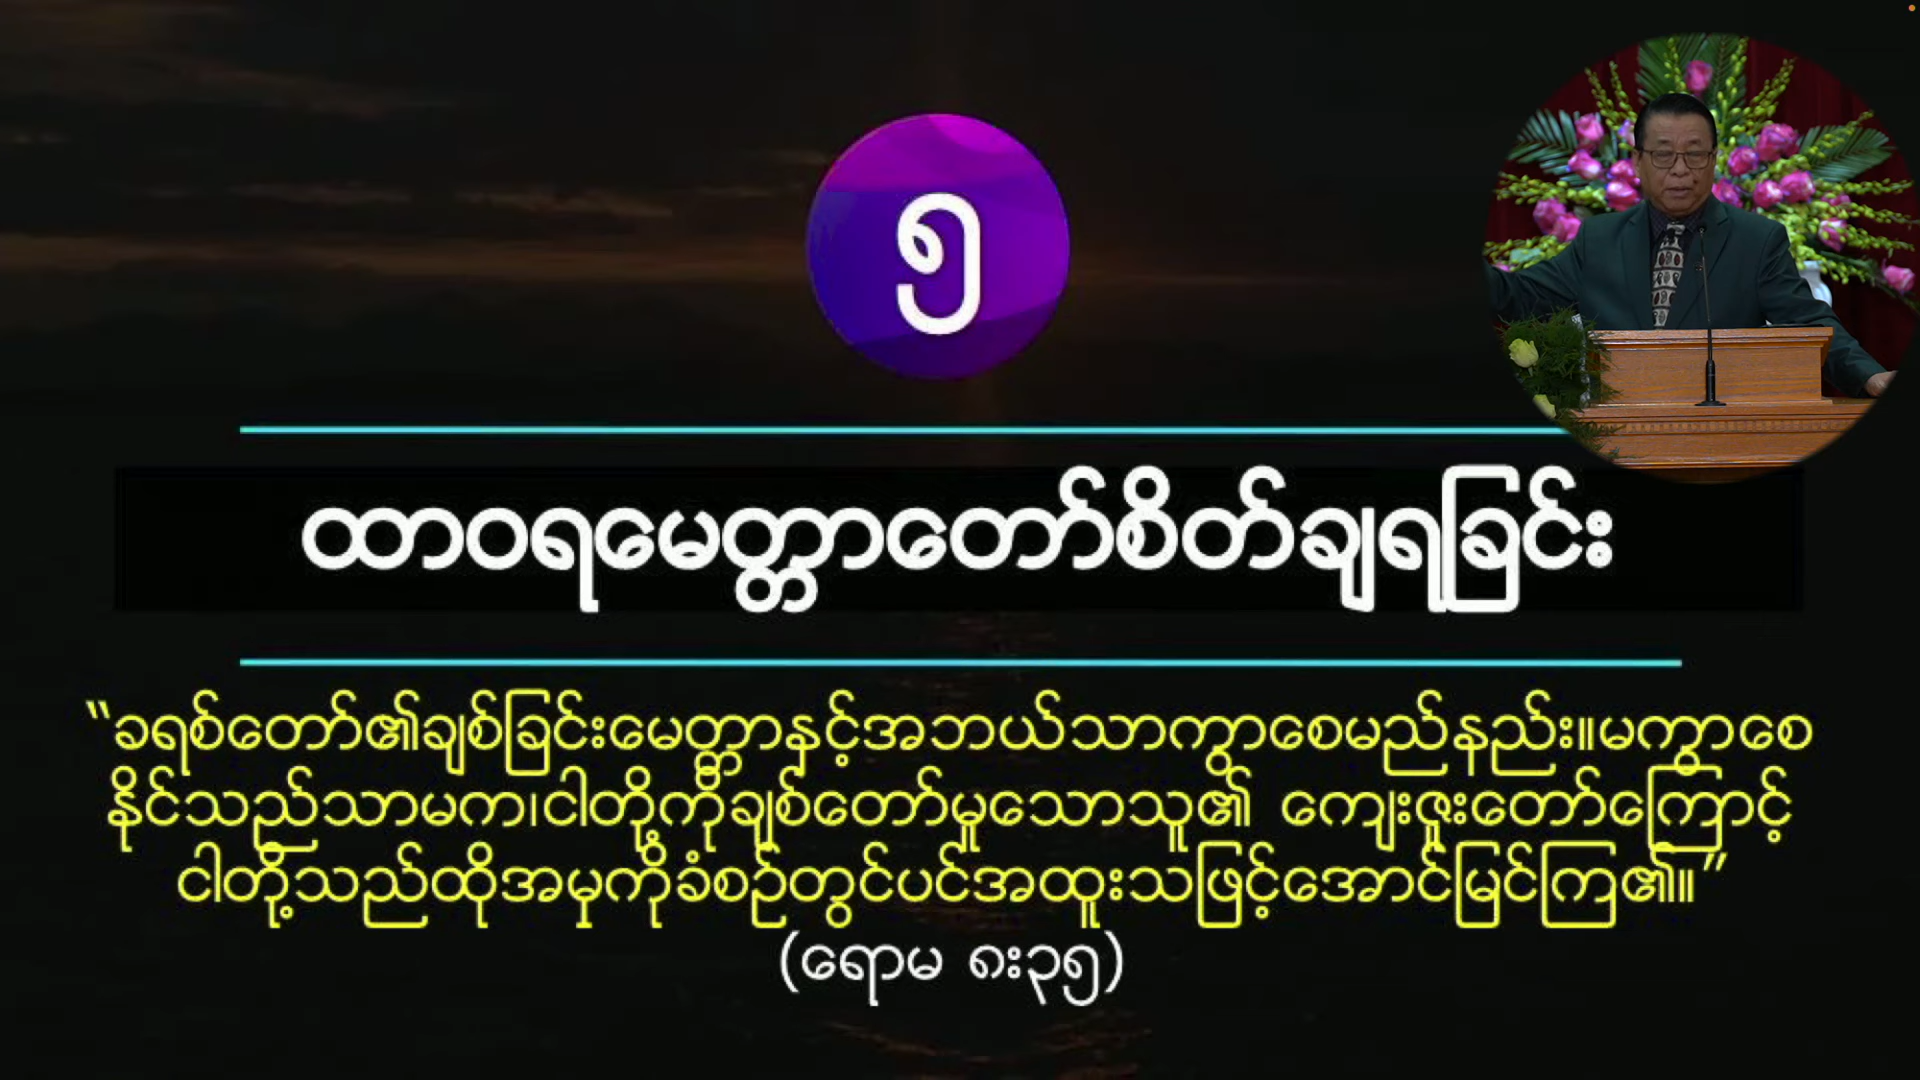 ၅
ထာဝရမေတ္တာတော်စိတ်ချရခြင်း
“ခရစ်တော်၏ချစ်ခြင်းမေတ္တာနှင့်အဘယ်သာကွာစေမည်နည်း။မကွာစေ
နိုင်သည်သာမက၊ငါတို့ကိုချစ်တော်မူသောသူ၏ ကျေးဇူးတော်ကြောင့်
ငါတို့သည်ထိုအမှုကိုခံစဉ်တွင်ပင်အထူးသဖြင့်အောင်မြင်ကြ၏။”
(ရောမ ၈း၃၅)